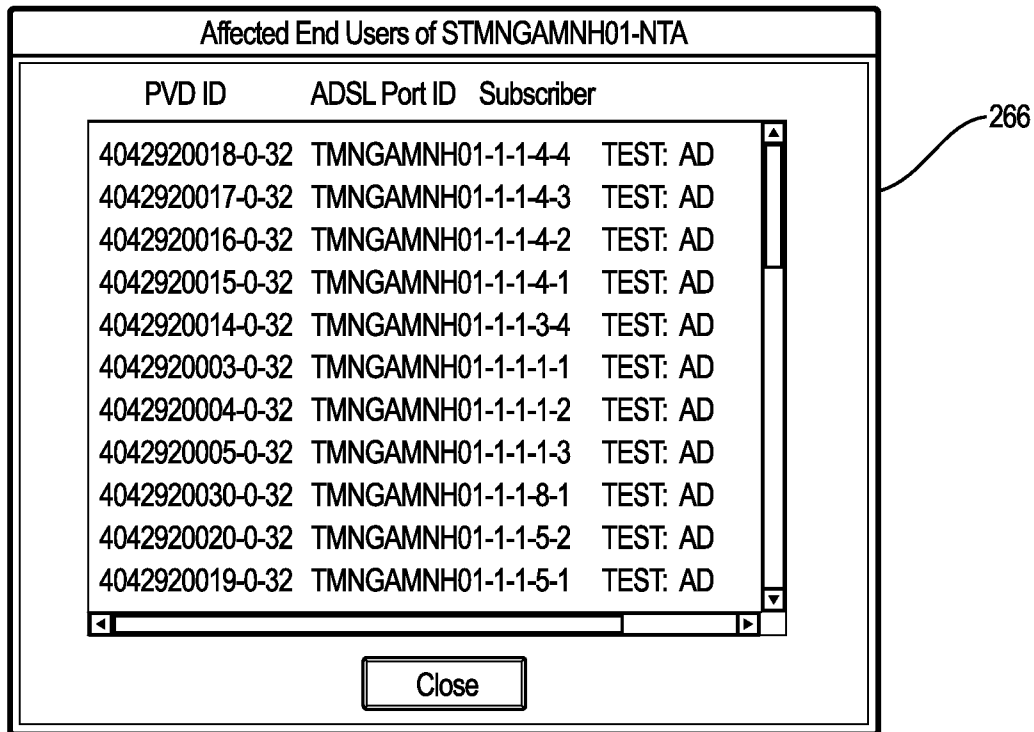 Affected End Users of STMNGAMNH01-NTA
PVD ID ADSL Port ID Subscriber
266
4042920018-0-32 TMNGAMNH01-1-1-4-4 TEST: AD
4042920017-0-32 TMNGAMNH01-1-1-4-3 TEST: AD
4042920016-0-32 TMNGAMNH01-1-1-4-2 TEST: AD
4042920015-0-32 TMNGAMNH01-1-1-4-1 TEST: AD
4042920014-0-32 TMNGAMNH01-1-1-3-4 TEST: AD
4042920003-0-32 TMNGAMNH01-1-1-1-1 TEST: AD
4042920004-0-32 TMNGAMNH01-1-1-1-2 TEST: AD
4042920005-0-32 TMNGAMNH01-1-1-1-3 TEST: AD
4042920030-0-32 TMNGAMNH01-1-1-8-1 TEST: AD
4042920020-0-32 TMNGAMNH01-1-1-5-2 TEST: AD
4042920019-0-32 TMNGAMNH01-1-1-5-1 TEST: AD
Close